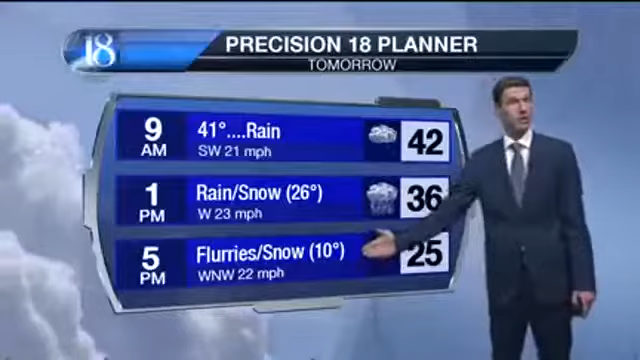 18
PRECISION 18 PLANNER
TOMORROW
9 AM
41°....Rain
SW 21 mph
42
1 PM
Rain/Snow (26°)
W 23 mph
36
5 PM
Flurries/Snow (10°)
WNW 22 mph
25